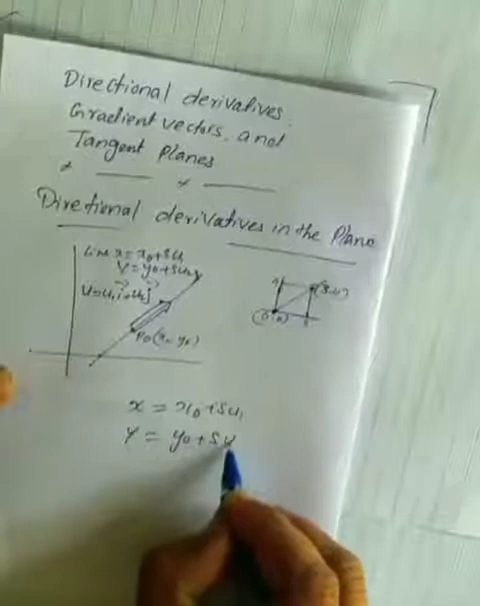 Directional derivatives,
Gradient vectors, and
Tangent Planes
Directional derivatives in the Plane
Line x = x₀ + su₁
y = y₀ + su₂
P₀(x₀ y₀)
x = x₀ + su₁
y = y₀ + su